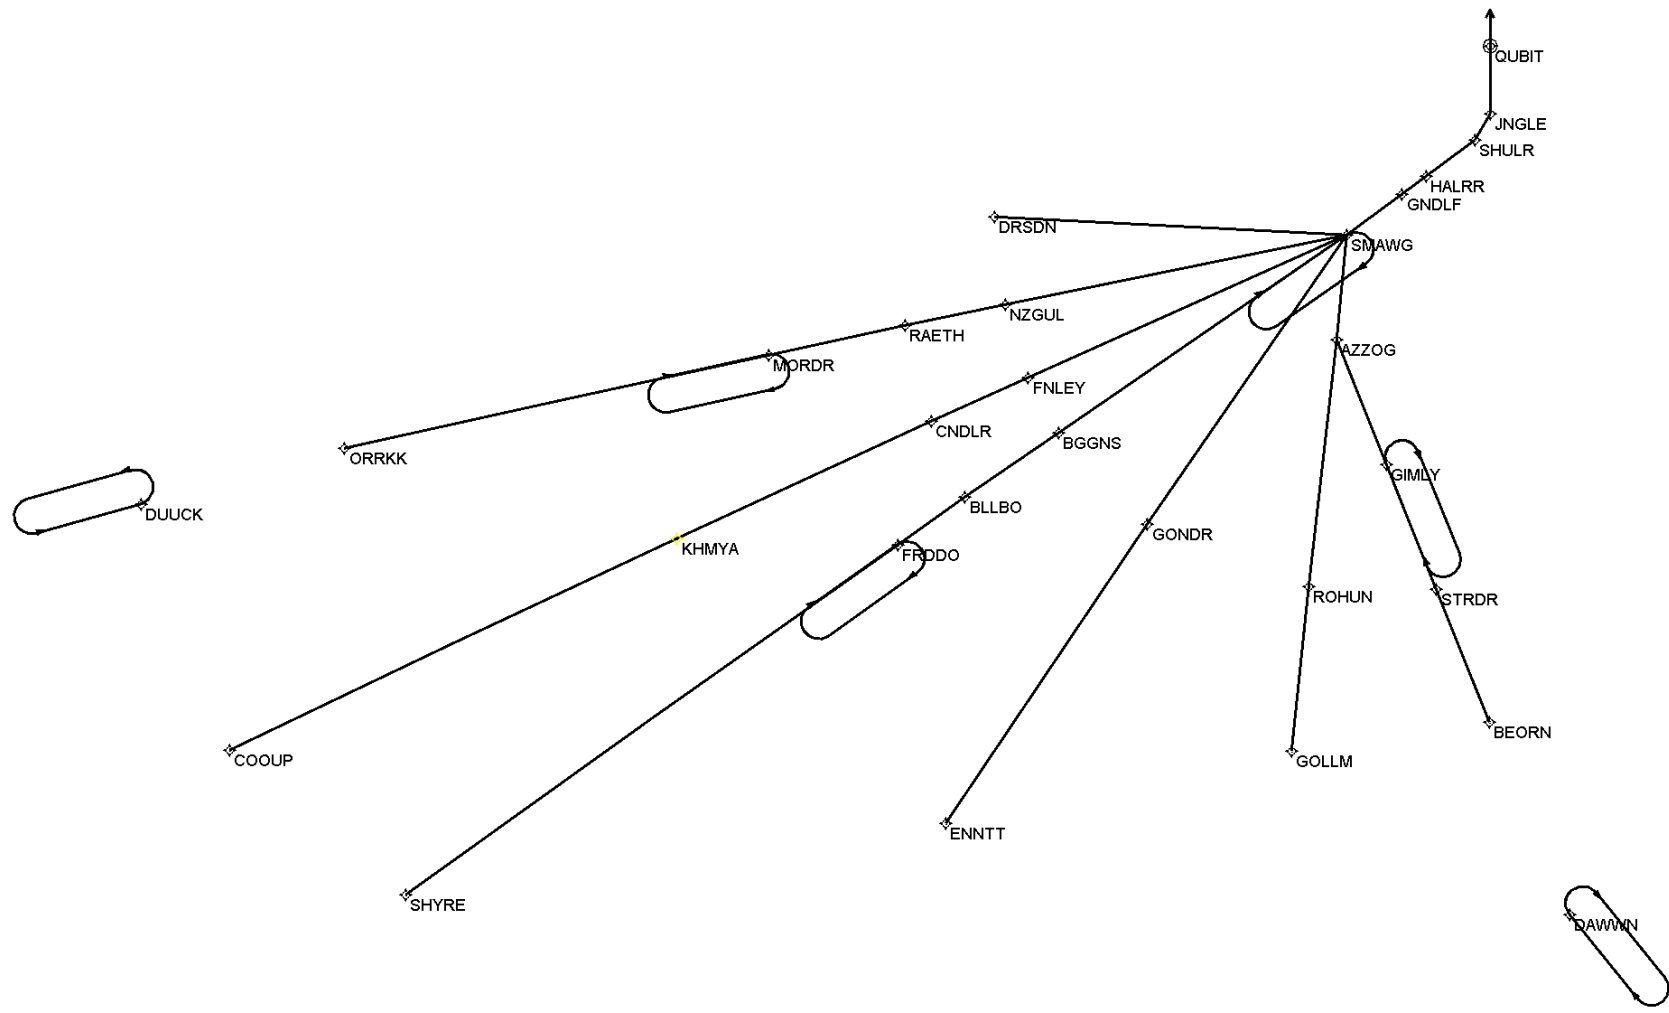 QUBIT
JNGLE
SHULR
HALRR
GNDLF
DRSDN
SMAWG
NZGUL
RAETH
AZZOG
MORDR
FNLEY
CNDLR
BGGNS
ORRKK
GIMLY
BLLBO
DUUCK
GONDR
KHMYA
FRDDO
ROHUN
STRDR
BEORN
COOUP
GOLLM
ENNTT
SHYRE
DAWWN